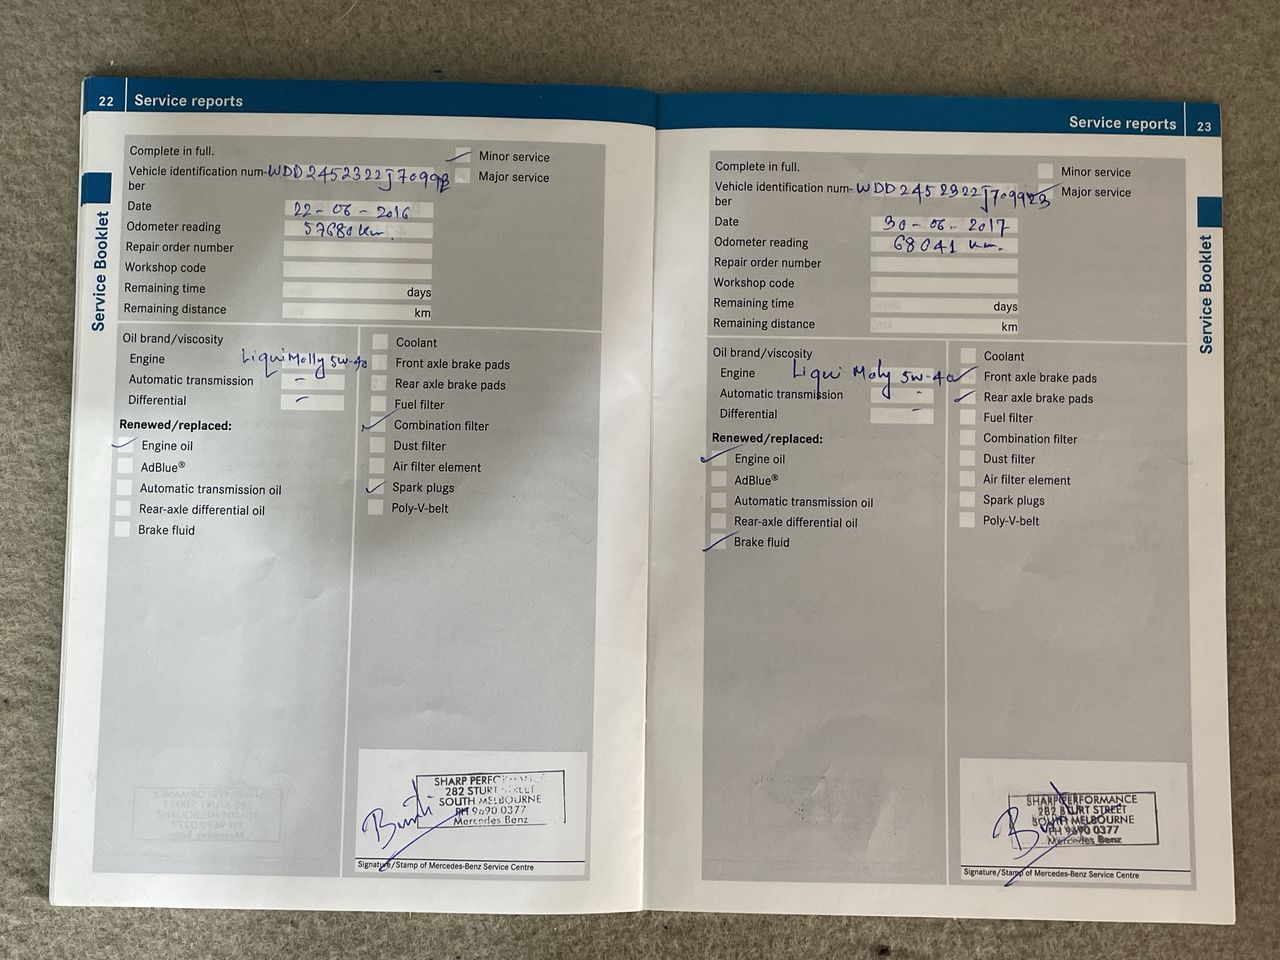 22 Service reports
Complete in full.
Minor service
Vehicle identification num-
ber
Major service
Date 22-06-2016
Odometer reading 57680 Km.
Repair order number
Workshop code
Remaining time days
Remaining distance km
Oil brand/viscosity
Engine Liqui Molly 5w-40
Automatic transmission -
Differential -
Renewed/replaced:
Engine oil
AdBlue®
Automatic transmission oil
Rear-axle differential oil
Brake fluid
Coolant
Front axle brake pads
Rear axle brake pads
Fuel filter
Combination filter
Dust filter
Air filter element
Spark plugs
Poly-V-belt
SHARP
282 STURT STREET
SOUTH MELBOURNE
PH 9690 0377
Mercedes Benz
Signature/Stamp of Mercedes-Benz Service Centre
Service Booklet
Service reports 23
Complete in full.
Minor service
Vehicle identification num-
ber
Major service
Date 30-06-2017
Odometer reading 68041 Km.
Repair order number
Workshop code
Remaining time days
Remaining distance km
Oil brand/viscosity
Engine Liqui Moly 5w-40
Automatic transmission -
Differential -
Renewed/replaced:
Engine oil
AdBlue®
Automatic transmission oil
Rear-axle differential oil
Brake fluid
Coolant
Front axle brake pads
Rear axle brake pads
Fuel filter
Combination filter
Dust filter
Air filter element
Spark plugs
Poly-V-belt
SHARP PERFORMANCE
282 STURT STREET
SOUTH MELBOURNE
PH 9690 0377
Mercedes Benz
Signature/Stamp of Mercedes-Benz Service Centre
Service Booklet